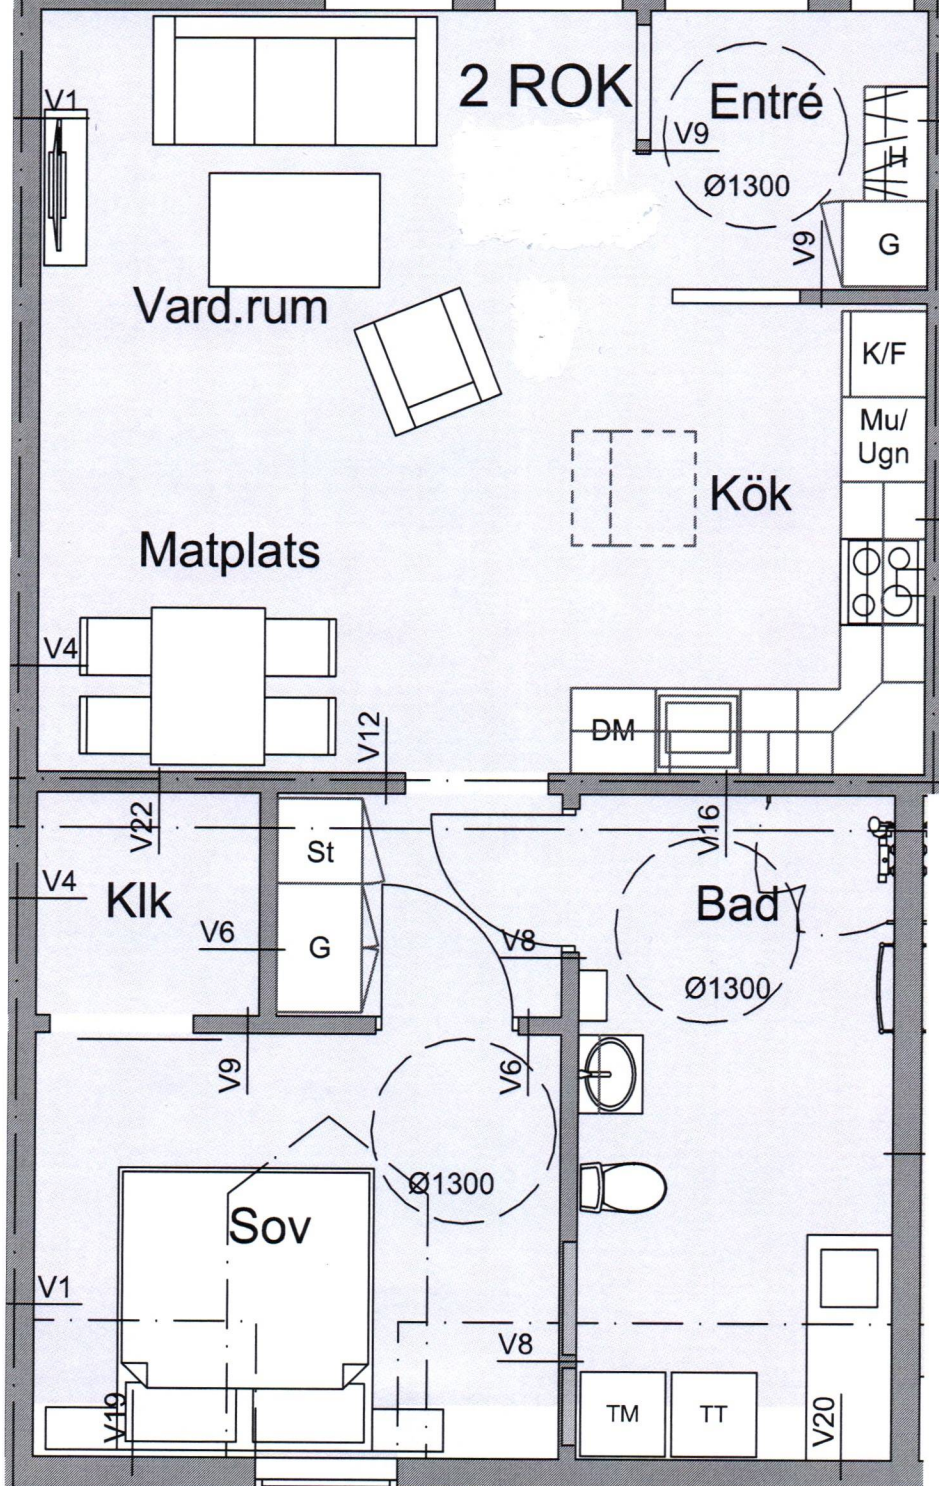 2 ROK
Entré
V1
V9
Ø1300
H
V9
G
Vard.rum
K/F
Mu/
Ugn
Kök
Matplats
V4
V12
DM
V22
V16
St
V4
Klk
V6
G
V8
Bad
Ø1300
V9
V6
Ø1300
Sov
V1
V8
V19
TM
TT
V20